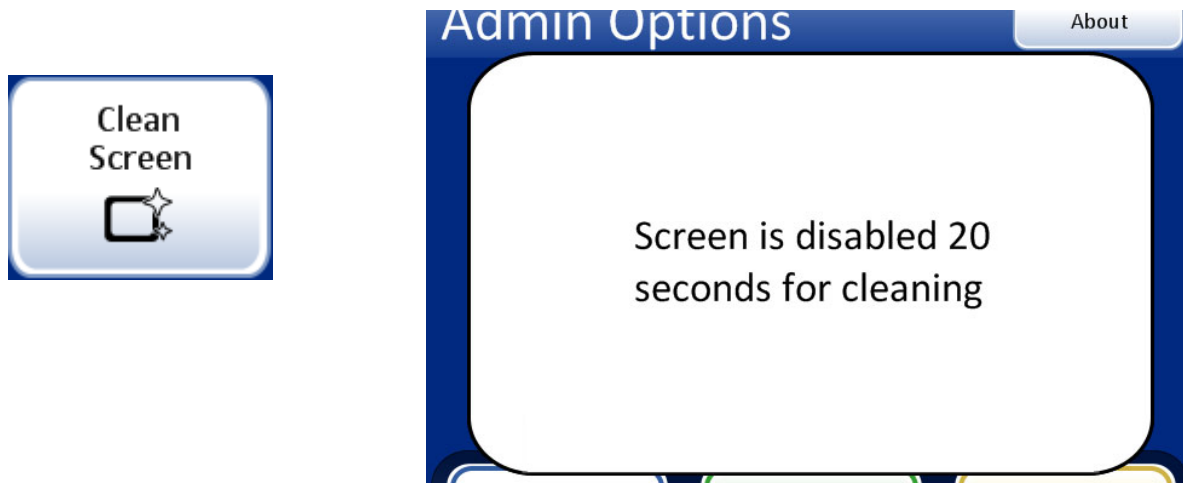 Clean
Screen
Admin Options
About
Screen is disabled 20
seconds for cleaning